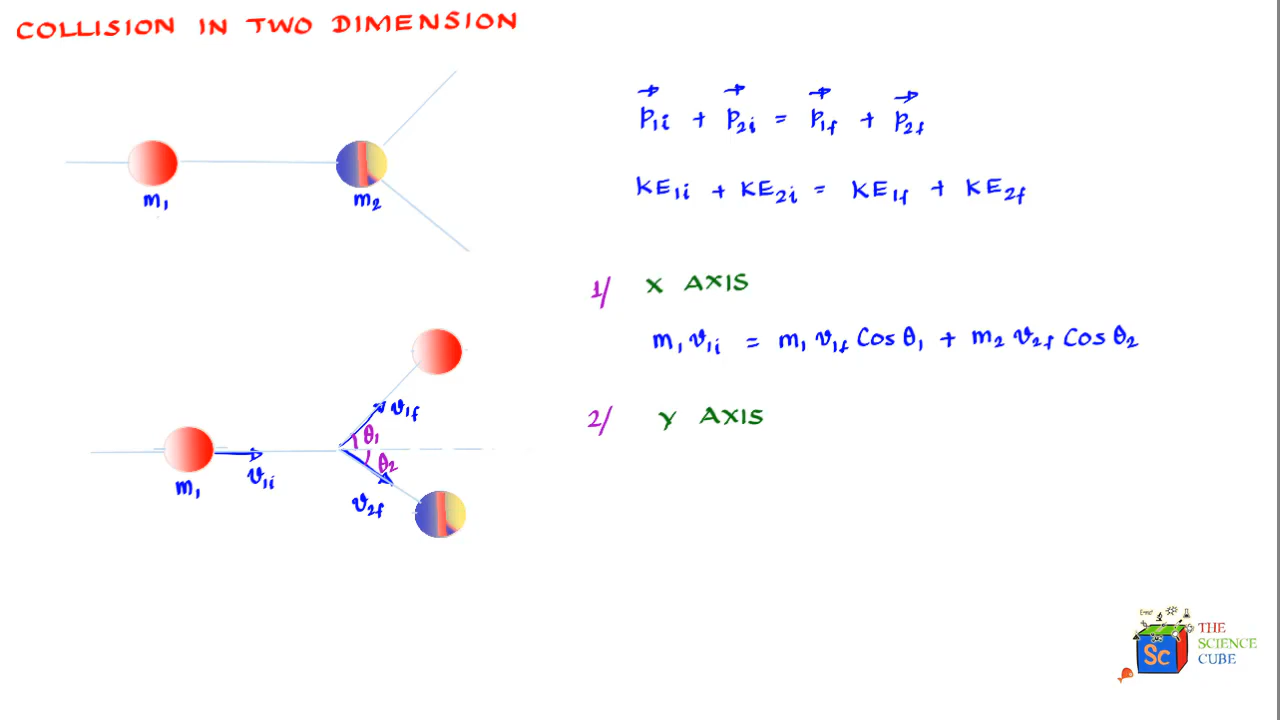 COLLISION IN TWO DIMENSION
m₁
m₂
p⃗₁ᵢ + p⃗₂ᵢ = p⃗₁f + p⃗₂f
KE₁ᵢ + KE₂ᵢ = KE₁f + KE₂f
1/ X AXIS
m₁ v₁ᵢ = m₁ v₁f Cos θ₁ + m₂ v₂f Cos θ₂
2/ Y AXIS
v₁f
θ₁
θ₂
v₁ᵢ
m₁
v₂f
Sc
THE
SCIENCE
CUBE